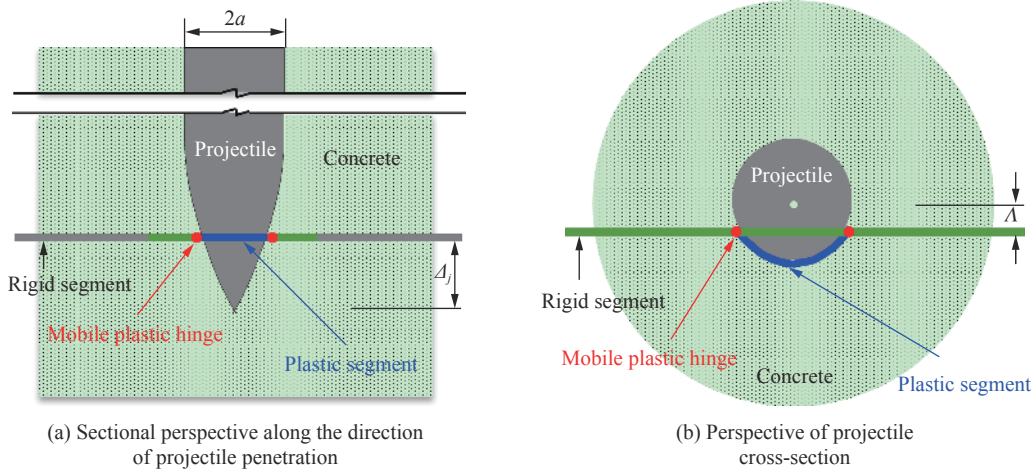 2a
Projectile
Concrete
Δj
Rigid segment
Mobile plastic hinge
Plastic segment
(a) Sectional perspective along the direction
of projectile penetration
Projectile
Λ
Rigid segment
Mobile plastic hinge
Plastic segment
Concrete
(b) Perspective of projectile
cross-section